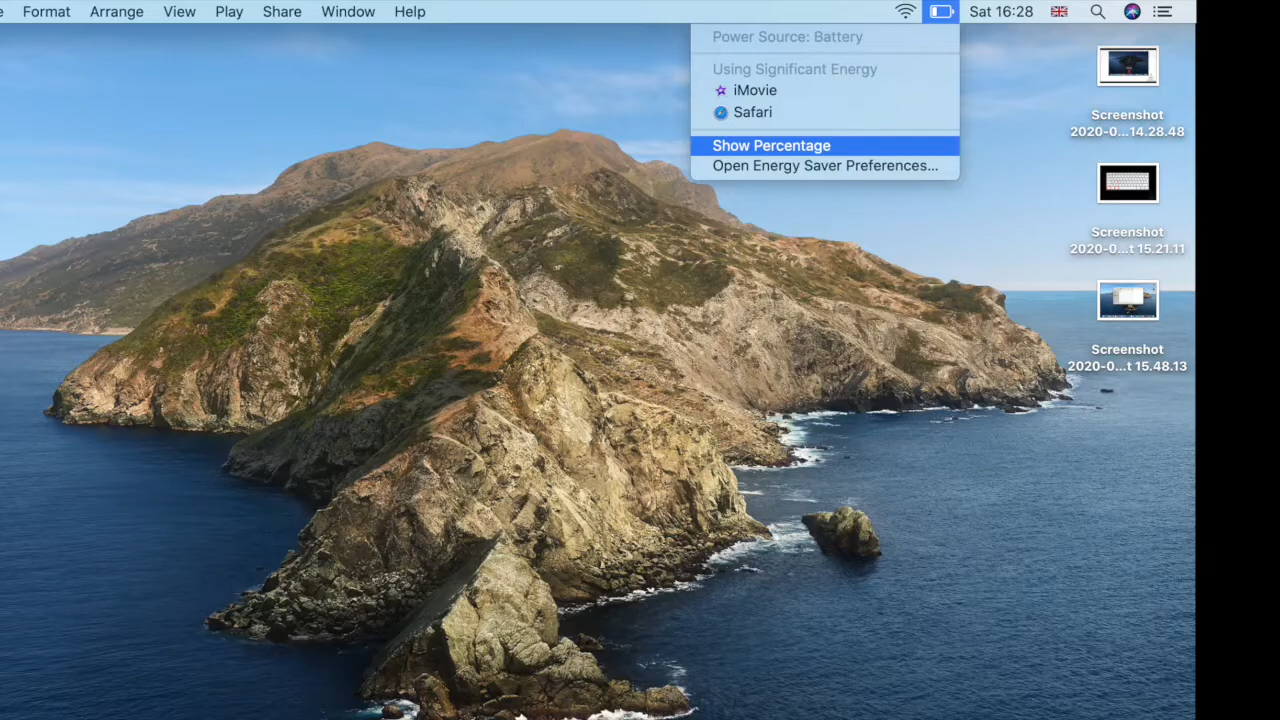 Format Arrange View Play Share Window Help Sat 16:28
Power Source: Battery
Using Significant Energy
iMovie
Safari
Show Percentage
Open Energy Saver Preferences...
Screenshot
2020-0...14.28.48
Screenshot
2020-0...t 15.21.11
Screenshot
2020-0...t 15.48.13